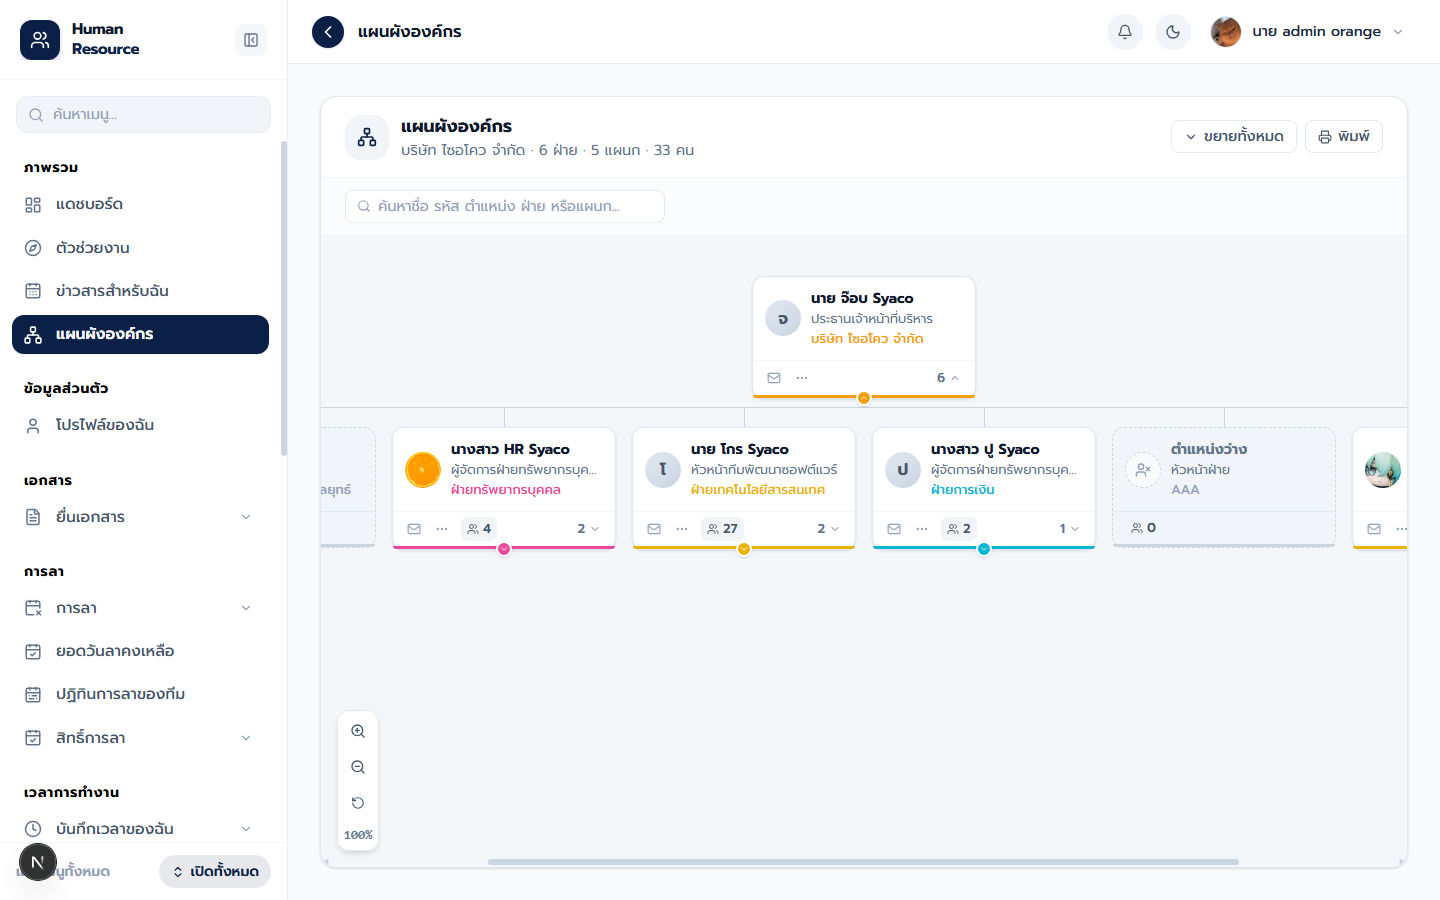 Human
Resource
ค้นหาเมนู...
ภาพรวม
แดชบอร์ด
ตัวช่วยงาน
ข่าวสารสำหรับฉัน
แผนผังองค์กร
ข้อมูลส่วนตัว
โปรไฟล์ของฉัน
เอกสาร
ยื่นเอกสาร
การลา
การลา
ยอดวันลาคงเหลือ
ปฏิทินการลาของทีม
สิทธิ์การลา
เวลาการทำงาน
บันทึกเวลาของฉัน
N
เปิดทั้งหมด
แผนผังองค์กร
นาย admin orange
แผนผังองค์กร
บริษัท ไซอโคว จำกัด · 6 ฝ่าย · 5 แผนก · 33 คน
ขยายทั้งหมด
พิมพ์
ค้นหาชื่อ รหัส ตำแหน่ง ฝ่าย หรือแผนก...
จ
นาย จ๊อบ Syaco
ประธานเจ้าหน้าที่บริหาร
บริษัท ไซอโคว จำกัด
6
ลยุทธ์
นางสาว HR Syaco
ผู้จัดการฝ่ายทรัพยากรบุค...
ฝ่ายทรัพยากรบุคคล
4
2
โ
นาย โกร Syaco
หัวหน้าทีมพัฒนาซอฟต์แวร์
ฝ่ายเทคโนโลยีสารสนเทศ
27
2
ป
นางสาว ปู Syaco
ผู้จัดการฝ่ายทรัพยากรบุค...
ฝ่ายการเงิน
2
1
ตำแหน่งว่าง
หัวหน้าฝ่าย
AAA
0
100%